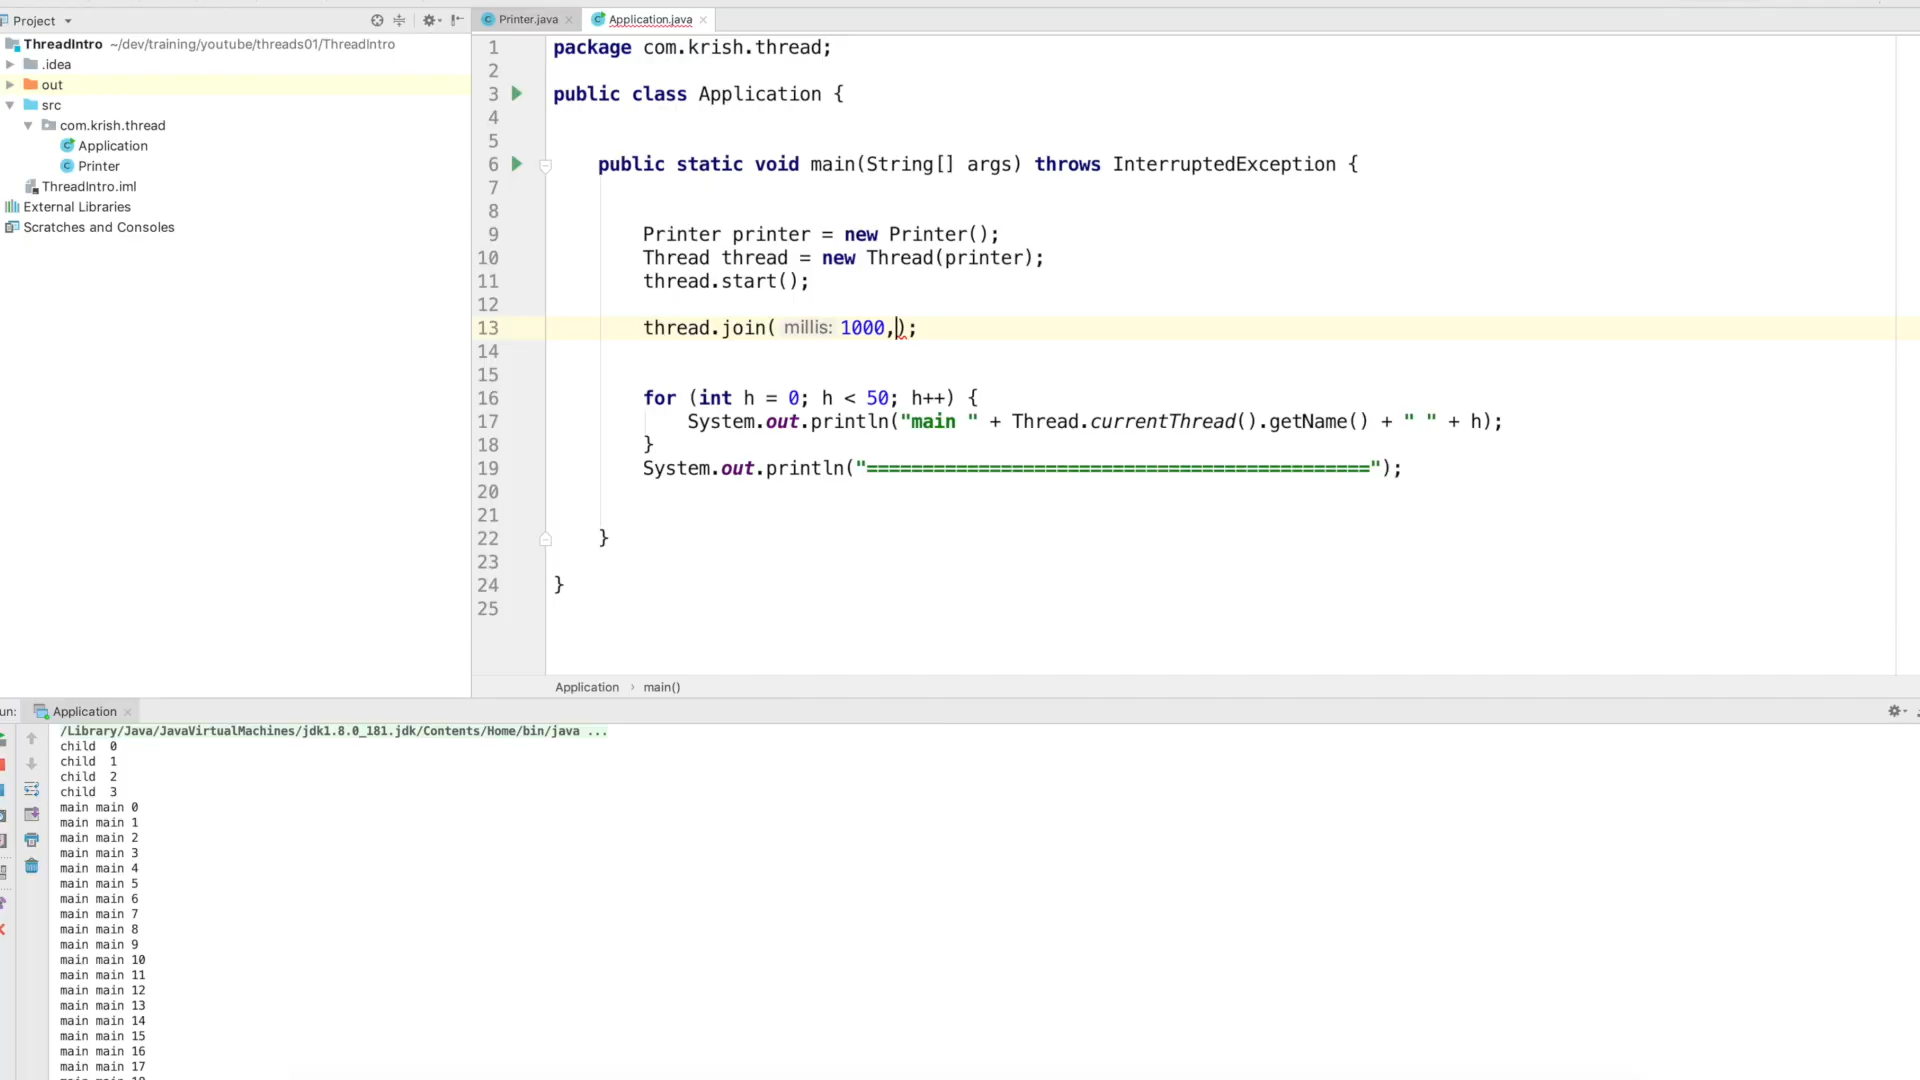 Project
ThreadIntro ~/dev/training/youtube/threads01/ThreadIntro
.idea
out
src
com.krish.thread
Application
Printer
ThreadIntro.iml
External Libraries
Scratches and Consoles
Printer.java
Application.java
1 package com.krish.thread;
2
3 public class Application {
4
5
6 public static void main(String[] args) throws InterruptedException {
7
8
9 Printer printer = new Printer();
10 Thread thread = new Thread(printer);
11 thread.start();
12
13 thread.join( millis: 1000,);
14
15
16 for (int h = 0; h < 50; h++) {
17 System.out.println("main " + Thread.currentThread().getName() + " " + h);
18 }
19 System.out.println("=============================================");
20
21
22 }
23
24 }
25
Application › main()
un: Application
/Library/Java/JavaVirtualMachines/jdk1.8.0_181.jdk/Contents/Home/bin/java ...
child  0
child  1
child  2
child  3
main main 0
main main 1
main main 2
main main 3
main main 4
main main 5
main main 6
main main 7
main main 8
main main 9
main main 10
main main 11
main main 12
main main 13
main main 14
main main 15
main main 16
main main 17